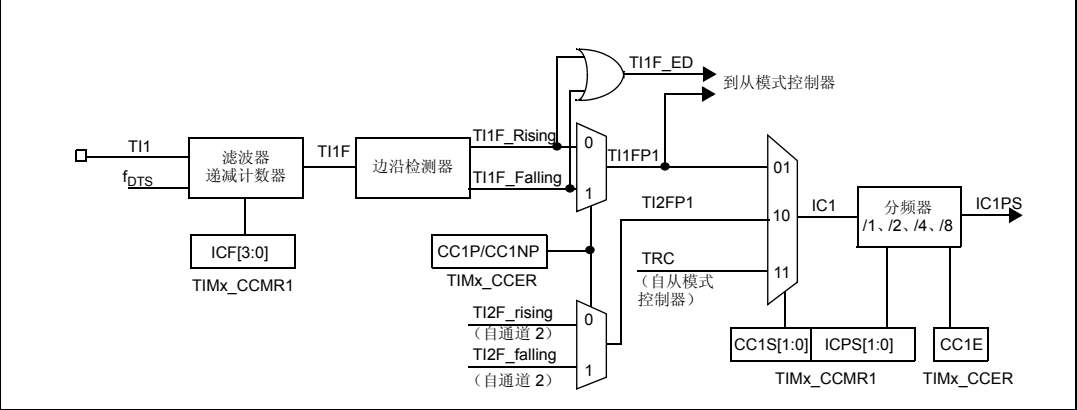 TI1F_ED
到从模式控制器
TI1
f_DTS
滤波器
递减计数器
TI1F
边沿检测器
TI1F_Rising
TI1F_Falling
0
1
TI1FP1
01
TI2FP1
10
IC1
分频器
/1、/2、/4、/8
IC1PS
ICF[3:0]
TIMx_CCMR1
CC1P/CC1NP
TIMx_CCER
TRC
(自从模式
控制器)
11
TI2F_rising
(自通道 2)
TI2F_falling
(自通道 2)
0
1
CC1S[1:0]
ICPS[1:0]
CC1E
TIMx_CCMR1
TIMx_CCER